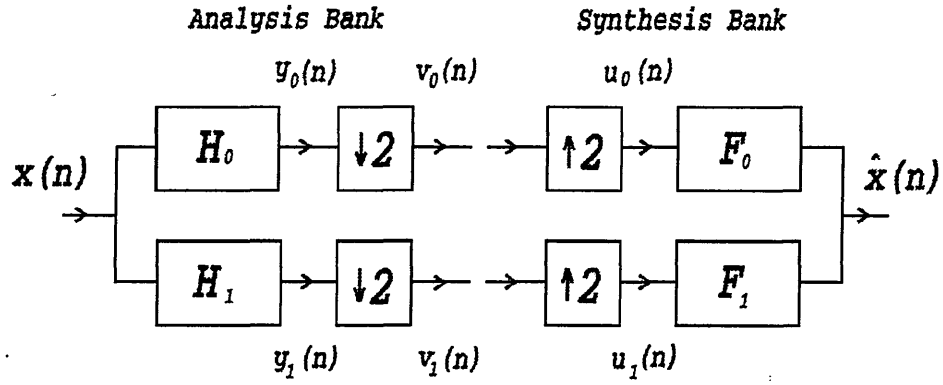 Analysis Bank Synthesis Bank
y₀(n) v₀(n) u₀(n)
H₀ ↓2 ↑2 F₀
x(n) x̂(n)
H₁ ↓2 ↑2 F₁
y₁(n) v₁(n) u₁(n)